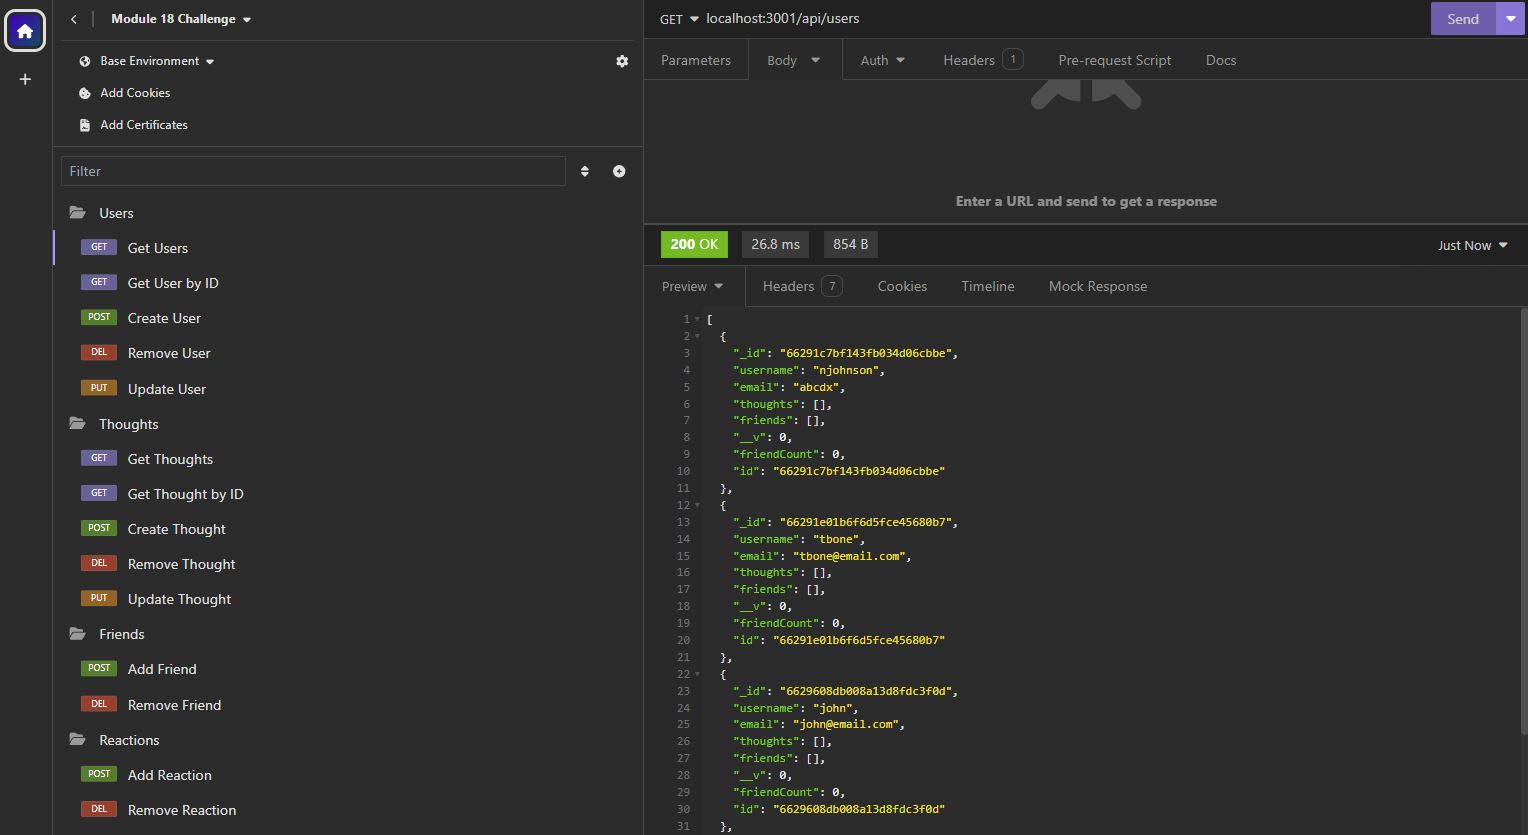 Module 18 Challenge
Base Environment
Add Cookies
Add Certificates
Filter
Users
GET Get Users
GET Get User by ID
POST Create User
DEL Remove User
PUT Update User
Thoughts
GET Get Thoughts
GET Get Thought by ID
POST Create Thought
DEL Remove Thought
PUT Update Thought
Friends
POST Add Friend
DEL Remove Friend
Reactions
POST Add Reaction
DEL Remove Reaction
GET localhost:3001/api/users Send
Parameters Body Auth Headers 1 Pre-request Script Docs
Enter a URL and send to get a response
200 OK 26.8 ms 854 B Just Now
Preview Headers 7 Cookies Timeline Mock Response
1 [
2 {
3 "_id": "66291c7bf143fb034d06cbbe",
4 "username": "njohnson",
5 "email": "abcdx",
6 "thoughts": [],
7 "friends": [],
8 "__v": 0,
9 "friendCount": 0,
10 "id": "66291c7bf143fb034d06cbbe"
11 },
12 {
13 "_id": "66291e01b6f6d5fce45680b7",
14 "username": "tbone",
15 "email": "tbone@email.com",
16 "thoughts": [],
17 "friends": [],
18 "__v": 0,
19 "friendCount": 0,
20 "id": "66291e01b6f6d5fce45680b7"
21 },
22 {
23 "_id": "6629608db008a13d8fdc3f0d",
24 "username": "john",
25 "email": "john@email.com",
26 "thoughts": [],
27 "friends": [],
28 "__v": 0,
29 "friendCount": 0,
30 "id": "6629608db008a13d8fdc3f0d"
31 },